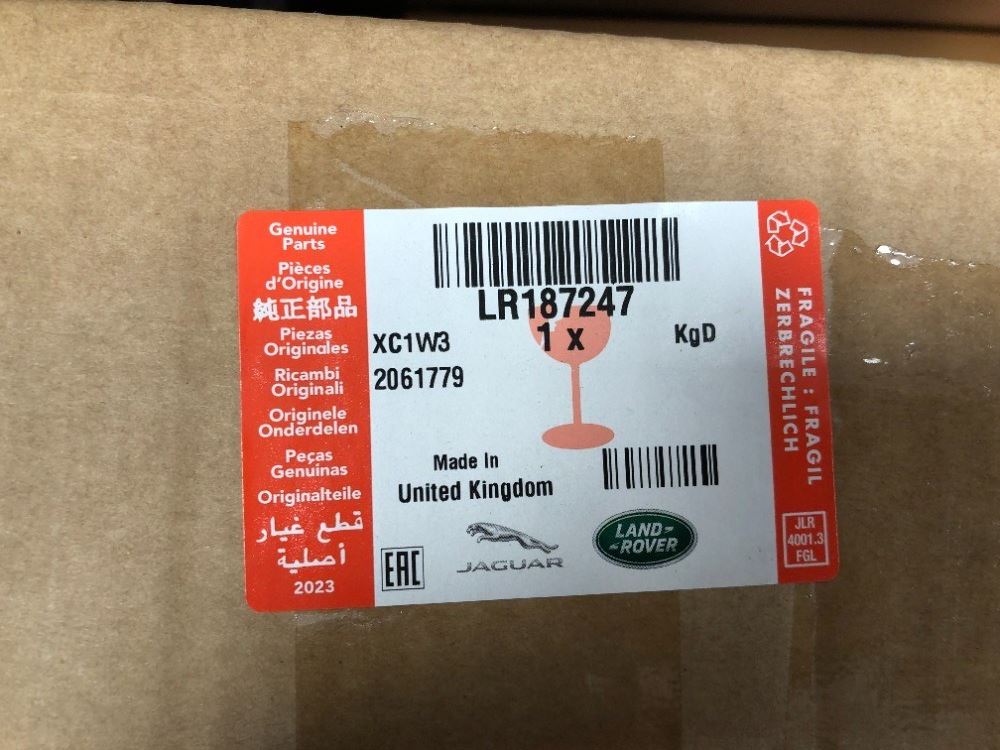 Genuine
Parts
Pièces
d'Origine
純正部品
Piezas
Originales
Ricambi
Originali
Originele
Onderdelen
Peças
Genuínas
Originalteile
قطع غيار
أصلية
2023
LR187247
1 x
KgD
XC1W3
2061779
Made In
United Kingdom
EAC
JAGUAR
LAND-
-ROVER
FRAGILE : FRAGIL
ZERBRECHLICH
JLR
4001.3
FGL